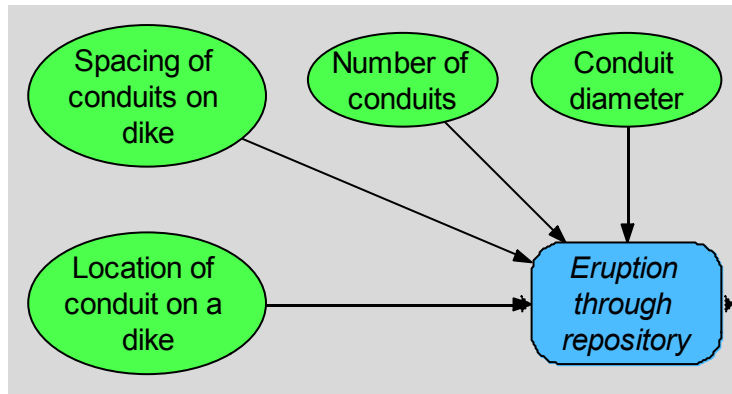 Spacing of
conduits on
dike
Number of
conduits
Conduit
diameter
Location of
conduit on a
dike
Eruption
through
repository